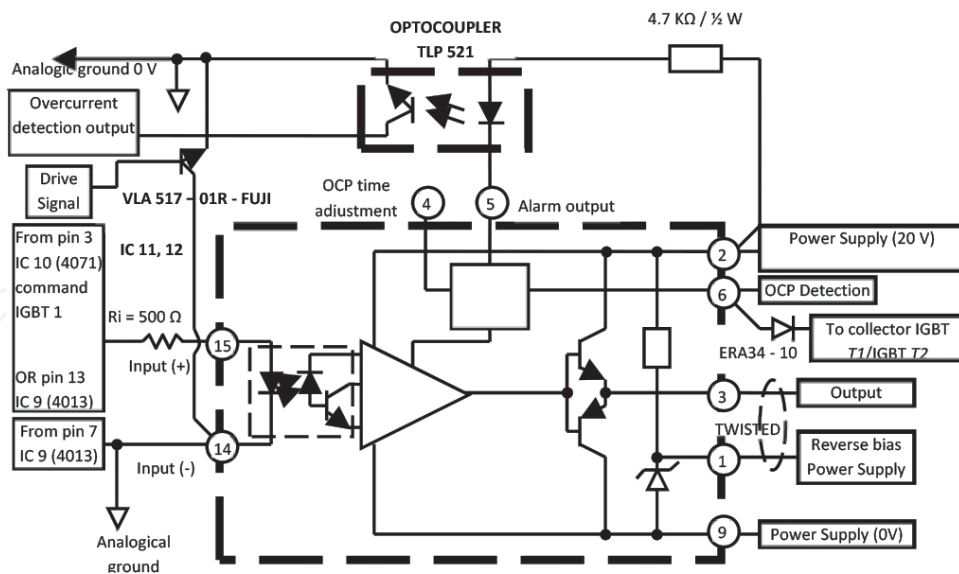 4.7 KΩ / ½ W
OPTOCOUPLER
TLP 521
Analogic ground 0 V
Overcurrent
detection output
Drive
Signal
VLA 517 - 01R - FUJI
OCP time
adiustment
4
5
Alarm output
From pin 3
IC 10 (4071)
command
IGBT 1
OR pin 13
IC 9 (4013)
IC 11, 12
2
Power Supply (20 V)
6
OCP Detection
Ri = 500 Ω
15
Input (+)
ERA34 - 10
To collector IGBT
T1/IGBT T2
3
Output
TWISTED
From pin 7
IC 9 (4013)
14
Input (-)
1
Reverse bias
Power Supply
Analogical
ground
9
Power Supply (0V)